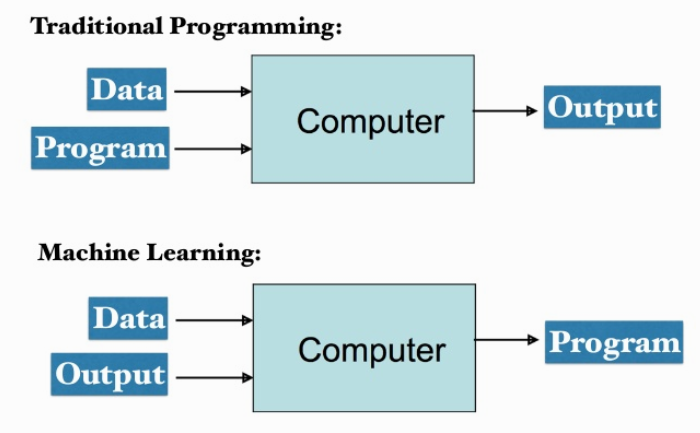 Traditional Programming:
Data
Program
Computer
Output
Machine Learning:
Data
Output
Computer
Program